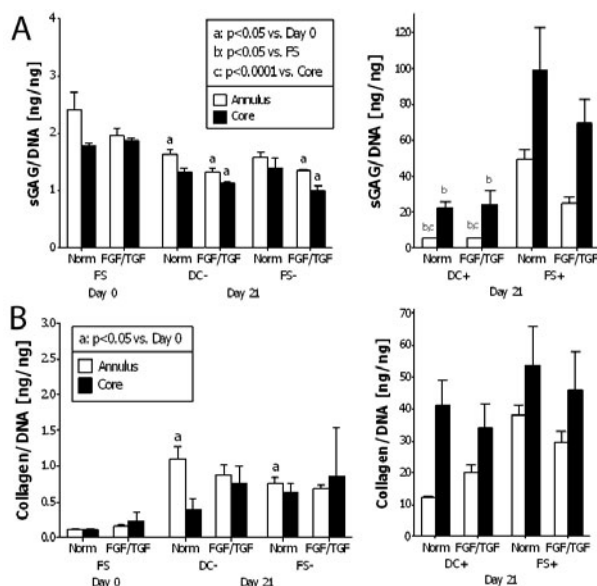 A
sGAG/DNA [ng/ng]
4
3
2
1
0
a: p<0.05 vs. Day 0
b: p<0.05 vs. FS
c: p<0.0001 vs. Core
Annulus
Core
a
a
a
a
a
Norm FGF/TGF Norm FGF/TGF Norm FGF/TGF
FS DC- FS-
Day 0 Day 21
sGAG/DNA [ng/ng]
120
100
80
60
40
20
0
b,c
b
b,c
b
Norm FGF/TGF Norm FGF/TGF
DC+ FS+
Day 21
B
Collagen/DNA [ng/ng]
3.0
2.5
2.0
1.5
1.0
0.5
0.0
a: p<0.05 vs. Day 0
Annulus
Core
a
a
Norm FGF/TGF Norm FGF/TGF Norm FGF/TGF
FS DC- FS-
Day 0 Day 21
Collagen/DNA [ng/ng]
70
60
50
40
30
20
10
0
Norm FGF/TGF Norm FGF/TGF
DC+ FS+
Day 21